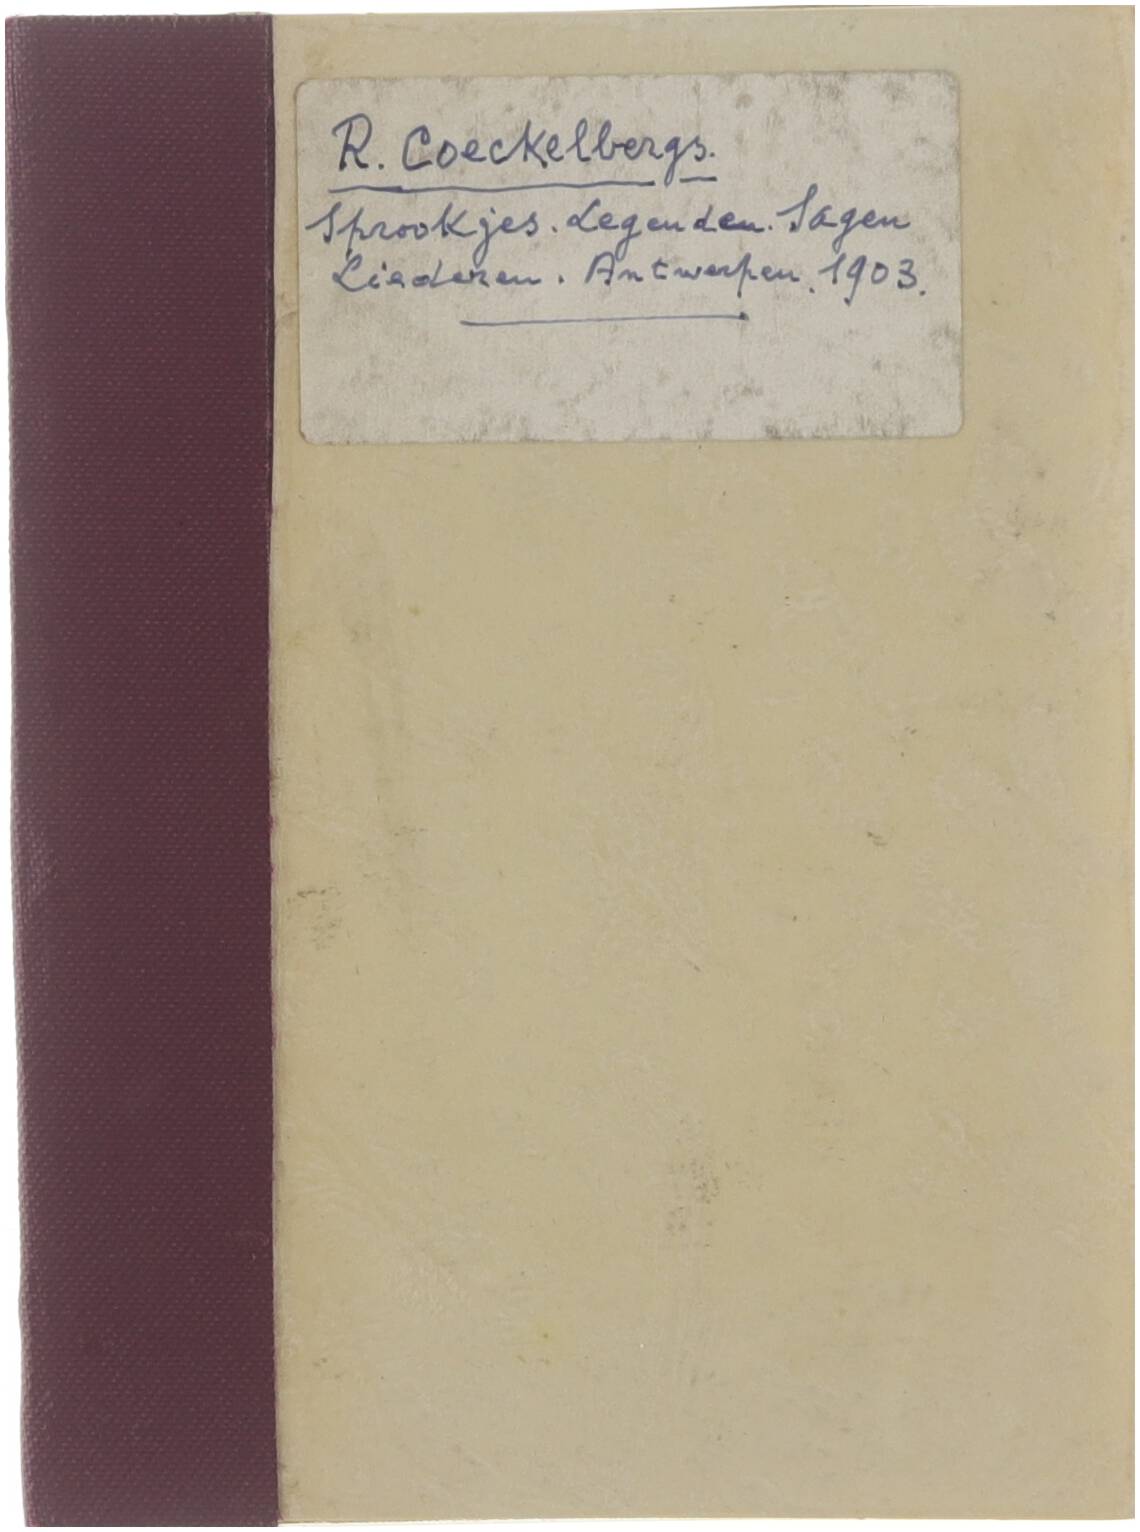 R. Coeckelbergs.
Sprookjes. Legenden. Sagen
Liederen. Antwerpen. 1903.